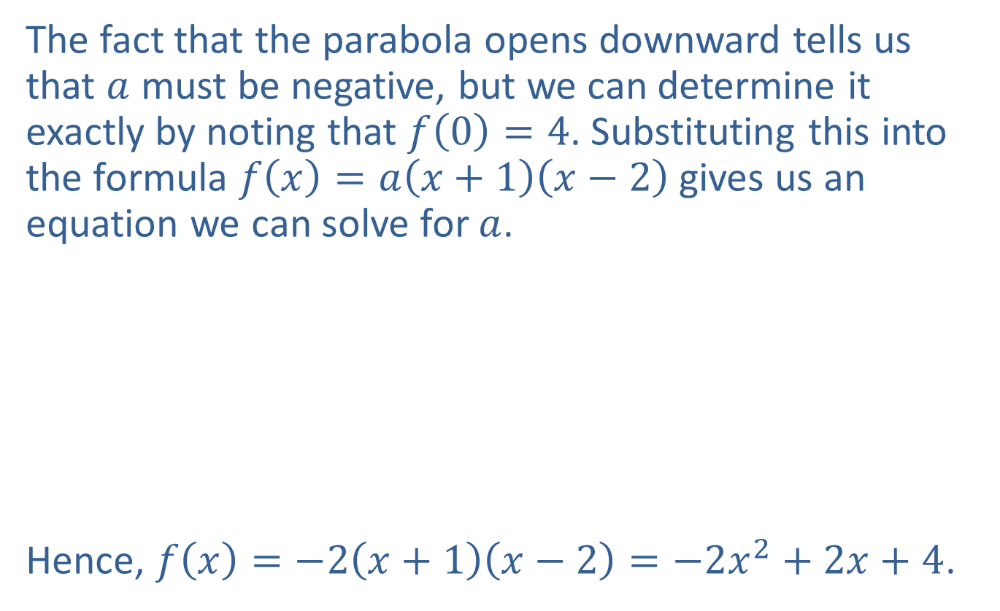 The fact that the parabola opens downward tells us
that a must be negative, but we can determine it
exactly by noting that f(0) = 4. Substituting this into
the formula f(x) = a(x + 1)(x − 2) gives us an
equation we can solve for a.
Hence, f(x) = −2(x + 1)(x − 2) = −2x² + 2x + 4.